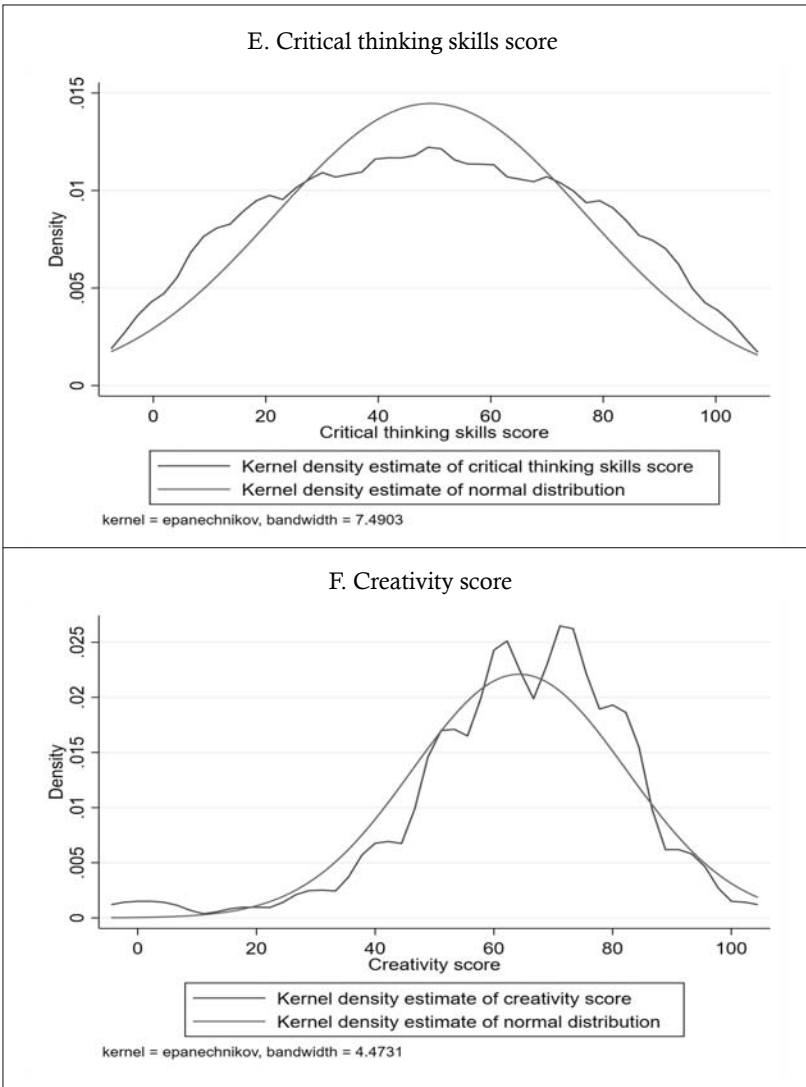 E. Critical thinking skills score
.015
.01
.005
0
Density
0 20 40 60 80 100
Critical thinking skills score
Kernel density estimate of critical thinking skills score
Kernel density estimate of normal distribution
kernel = epanechnikov, bandwidth = 7.4903
F. Creativity score
.025
.02
.015
.01
.005
0
Density
0 20 40 60 80 100
Creativity score
Kernel density estimate of creativity score
Kernel density estimate of normal distribution
kernel = epanechnikov, bandwidth = 4.4731